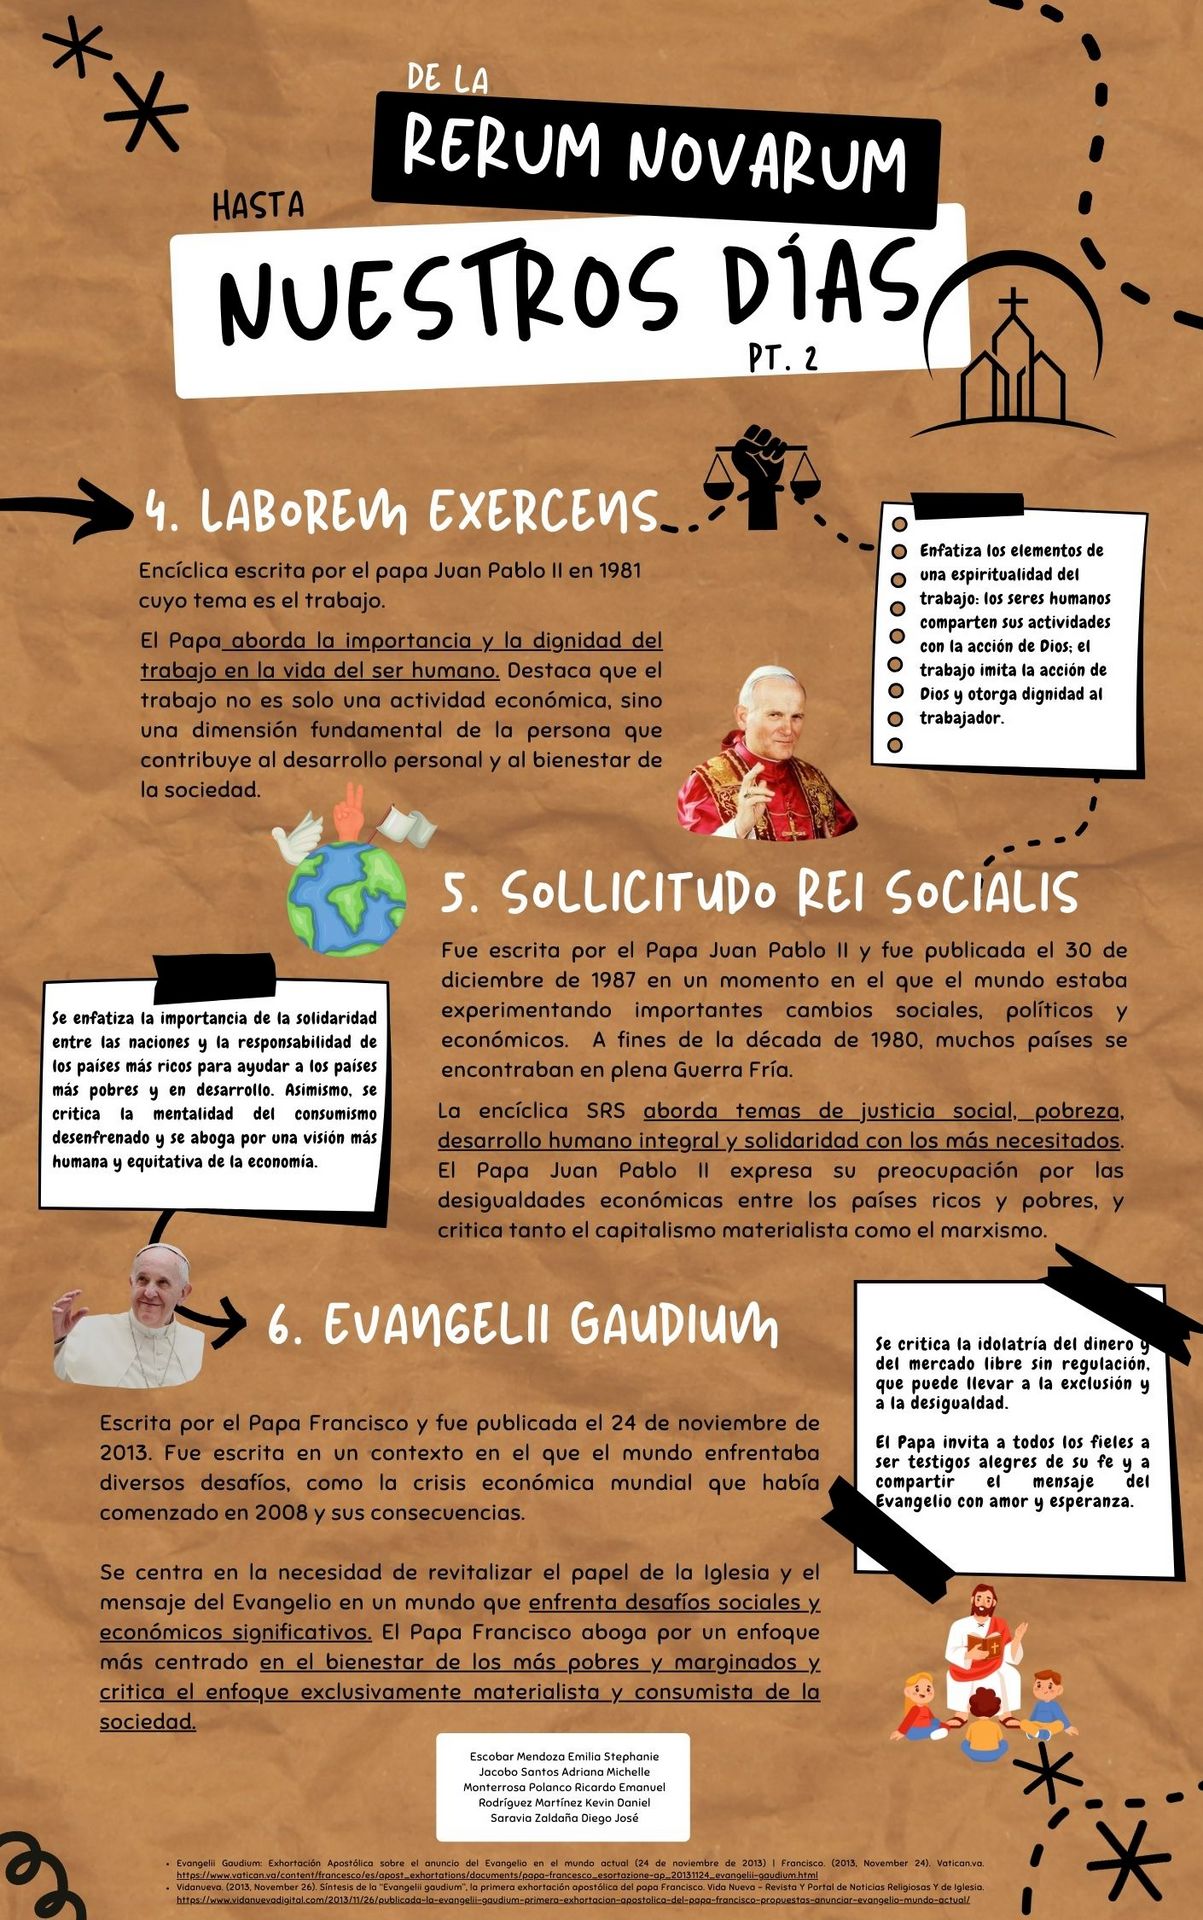 DE LA
RERUM NOVARUM
HASTA
NUESTROS DÍAS
PT. 2
4. LABOREM EXERCENS
Encíclica escrita por el papa Juan Pablo II en 1981
cuyo tema es el trabajo.
El Papa aborda la importancia y la dignidad del
trabajo en la vida del ser humano. Destaca que el
trabajo no es solo una actividad económica, sino
una dimensión fundamental de la persona que
contribuye al desarrollo personal y al bienestar de
la sociedad.
Enfatiza los elementos de
una espiritualidad del
trabajo: los seres humanos
comparten sus actividades
con la acción de Dios; el
trabajo imita la acción de
Dios y otorga dignidad al
trabajador.
5. SOLLICITUDO REI SOCIALIS
Fue escrita por el Papa Juan Pablo II y fue publicada el 30 de
diciembre de 1987 en un momento en el que el mundo estaba
experimentando importantes cambios sociales, políticos y
económicos. A fines de la década de 1980, muchos países se
encontraban en plena Guerra Fría.
La encíclica SRS aborda temas de justicia social, pobreza,
desarrollo humano integral y solidaridad con los más necesitados.
El Papa Juan Pablo II expresa su preocupación por las
desigualdades económicas entre los países ricos y pobres, y
critica tanto el capitalismo materialista como el marxismo.
Se enfatiza la importancia de la solidaridad
entre las naciones y la responsabilidad de
los países más ricos para ayudar a los países
más pobres y en desarrollo. Asimismo, se
critica la mentalidad del consumismo
desenfrenado y se aboga por una visión más
humana y equitativa de la economía.
6. EVANGELII GAUDIUM
Escrita por el Papa Francisco y fue publicada el 24 de noviembre de
2013. Fue escrita en un contexto en el que el mundo enfrentaba
diversos desafíos, como la crisis económica mundial que había
comenzado en 2008 y sus consecuencias.
Se centra en la necesidad de revitalizar el papel de la Iglesia y el
mensaje del Evangelio en un mundo que enfrenta desafíos sociales y
económicos significativos. El Papa Francisco aboga por un enfoque
más centrado en el bienestar de los más pobres y marginados y
critica el enfoque exclusivamente materialista y consumista de la
sociedad.
Se critica la idolatría del dinero y
del mercado libre sin regulación,
que puede llevar a la exclusión y
a la desigualdad.
El Papa invita a todos los fieles a
ser testigos alegres de su fe y a
compartir el mensaje del
Evangelio con amor y esperanza.
Escobar Mendoza Emilia Stephanie
Jacobo Santos Adriana Michelle
Monterrosa Polanco Ricardo Emanuel
Rodríguez Martínez Kevin Daniel
Saravia Zaldaña Diego José
• Evangelii Gaudium: Exhortación Apostólica sobre el anuncio del Evangelio en el mundo actual (24 de noviembre de 2013) | Francisco. (2013, November 24). Vatican.va.
https://www.vatican.va/content/francesco/es/apost_exhortations/documents/papa-francesco_esortazione-ap_20131124_evangelii-gaudium.html
• Vidanueva. (2013, November 26). Síntesis de la "Evangelii gaudium", la primera exhortación apostólica del papa Francisco. Vida Nueva - Revista Y Portal de Noticias Religiosas Y de Iglesia.
https://www.vidanuevadigital.com/2013/11/26/publicada-la-evangelii-gaudium-primera-exhortacion-apostolica-del-papa-francisco-propuestas-anunciar-evangelio-mundo-actual/